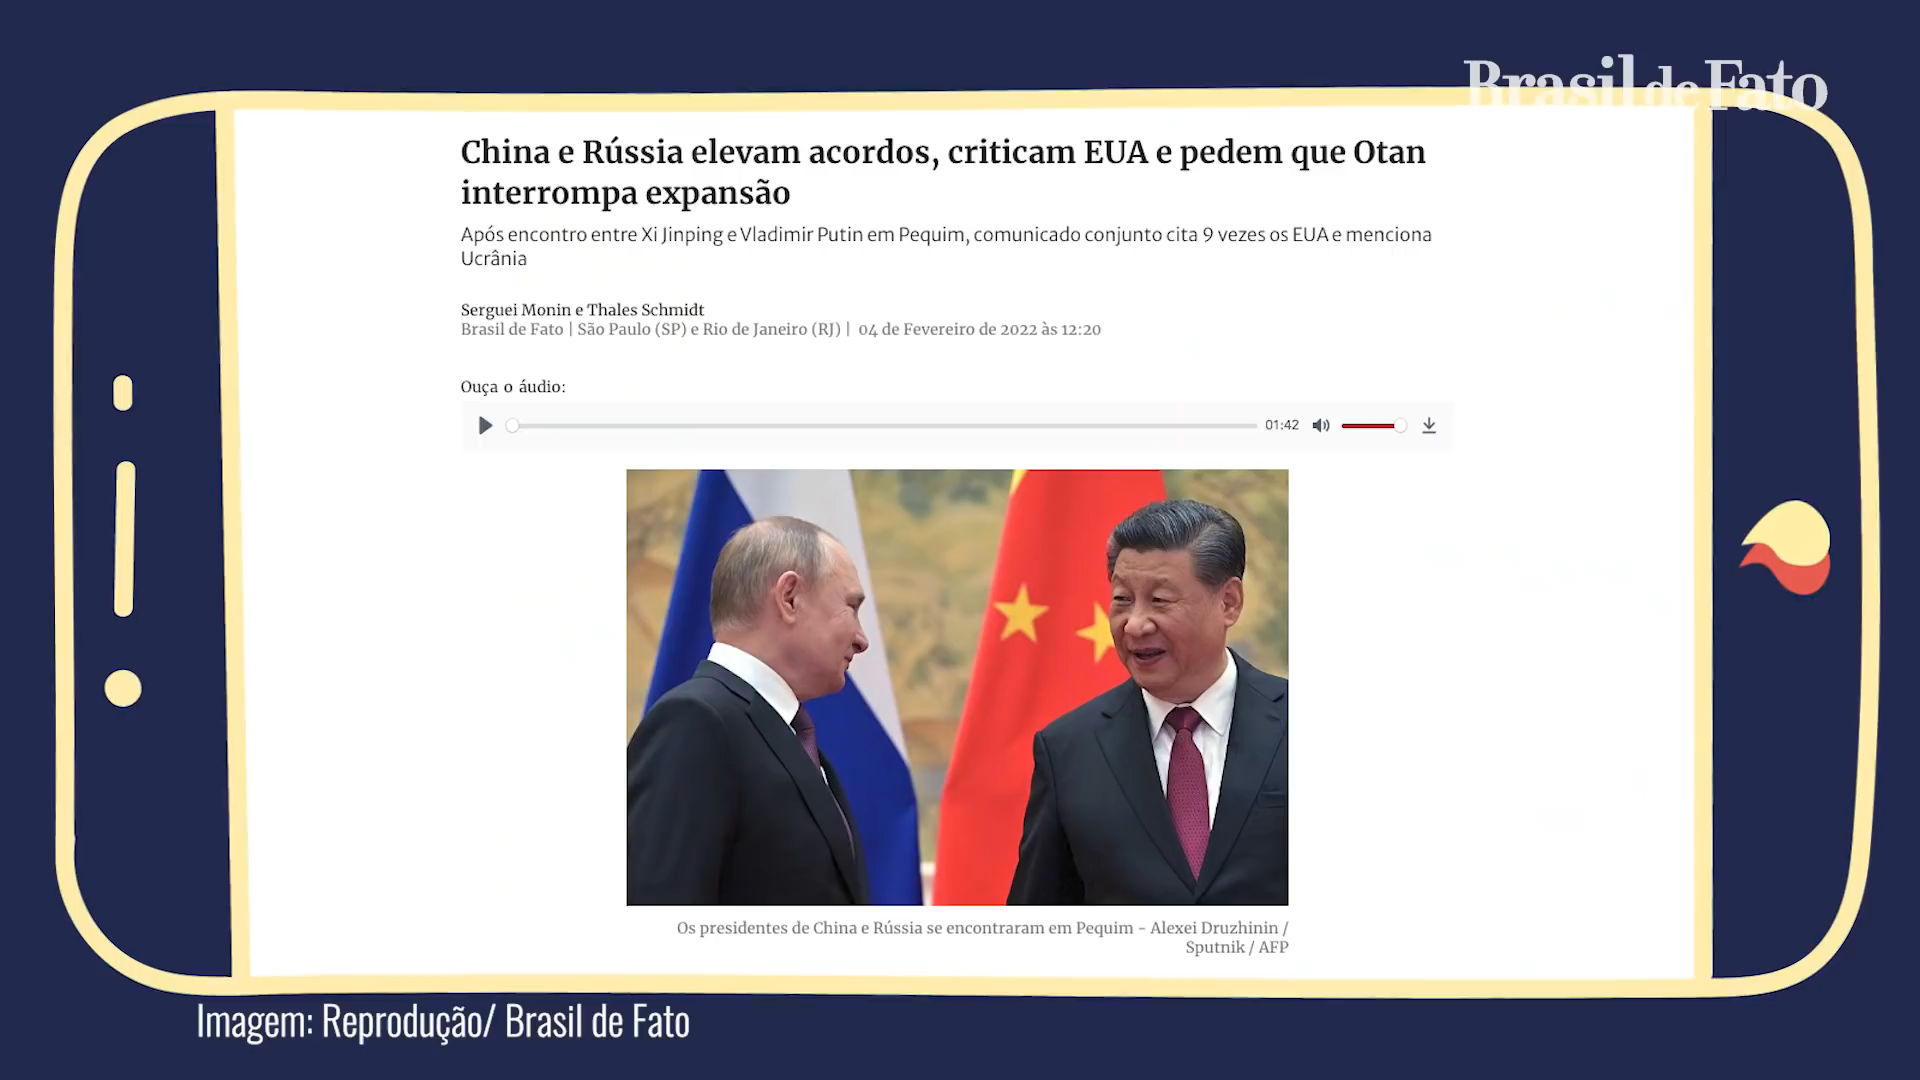 Brasil de Fato
China e Rússia elevam acordos, criticam EUA e pedem que Otan
interrompa expansão
Após encontro entre Xi Jinping e Vladimir Putin em Pequim, comunicado conjunto cita 9 vezes os EUA e menciona
Ucrânia
Serguei Monin e Thales Schmidt
Brasil de Fato | São Paulo (SP) e Rio de Janeiro (RJ) | 04 de Fevereiro de 2022 às 12:20
Ouça o áudio:
01:42
Os presidentes de China e Rússia se encontraram em Pequim - Alexei Druzhinin /
Sputnik / AFP
Imagem: Reprodução/ Brasil de Fato